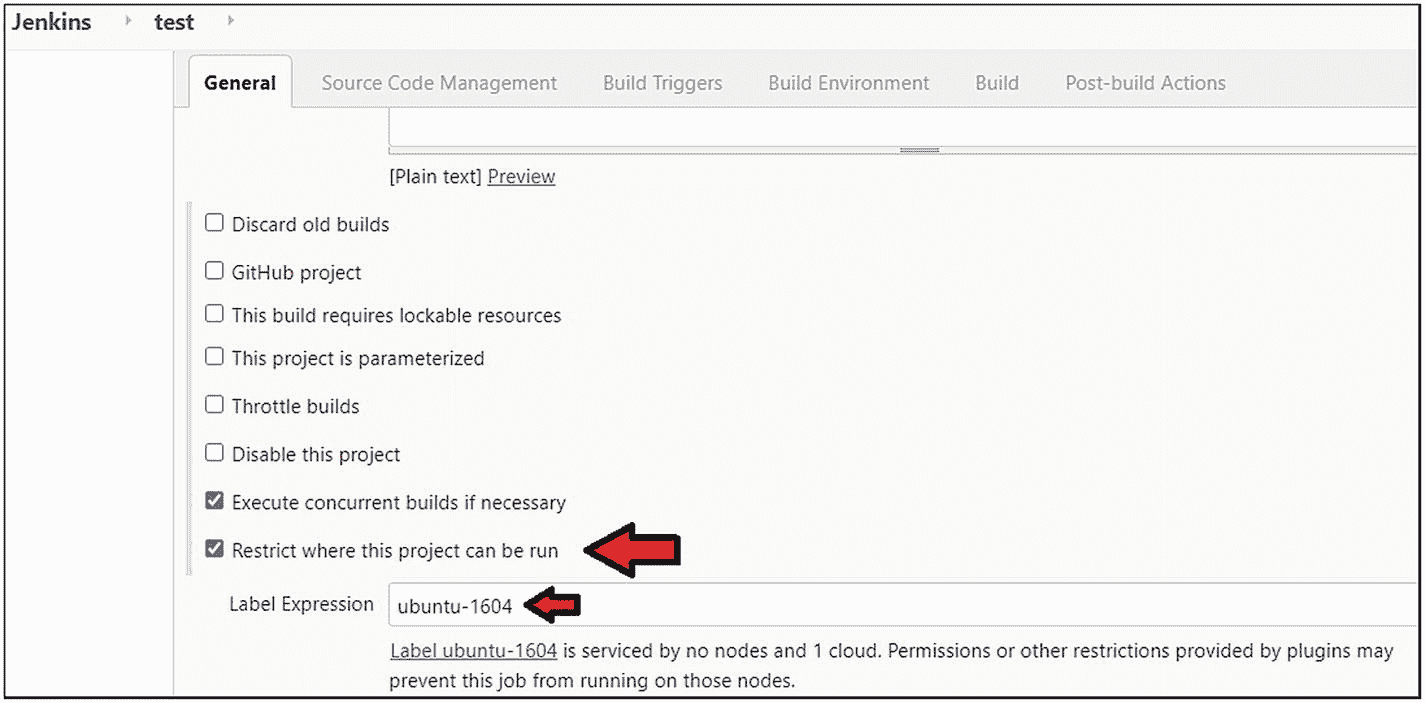 Jenkins test
General Source Code Management Build Triggers Build Environment Build Post-build Actions
[Plain text] Preview
Discard old builds
GitHub project
This build requires lockable resources
This project is parameterized
Throttle builds
Disable this project
Execute concurrent builds if necessary
Restrict where this project can be run
Label Expression ubuntu-1604
Label ubuntu-1604 is serviced by no nodes and 1 cloud. Permissions or other restrictions provided by plugins may
prevent this job from running on those nodes.